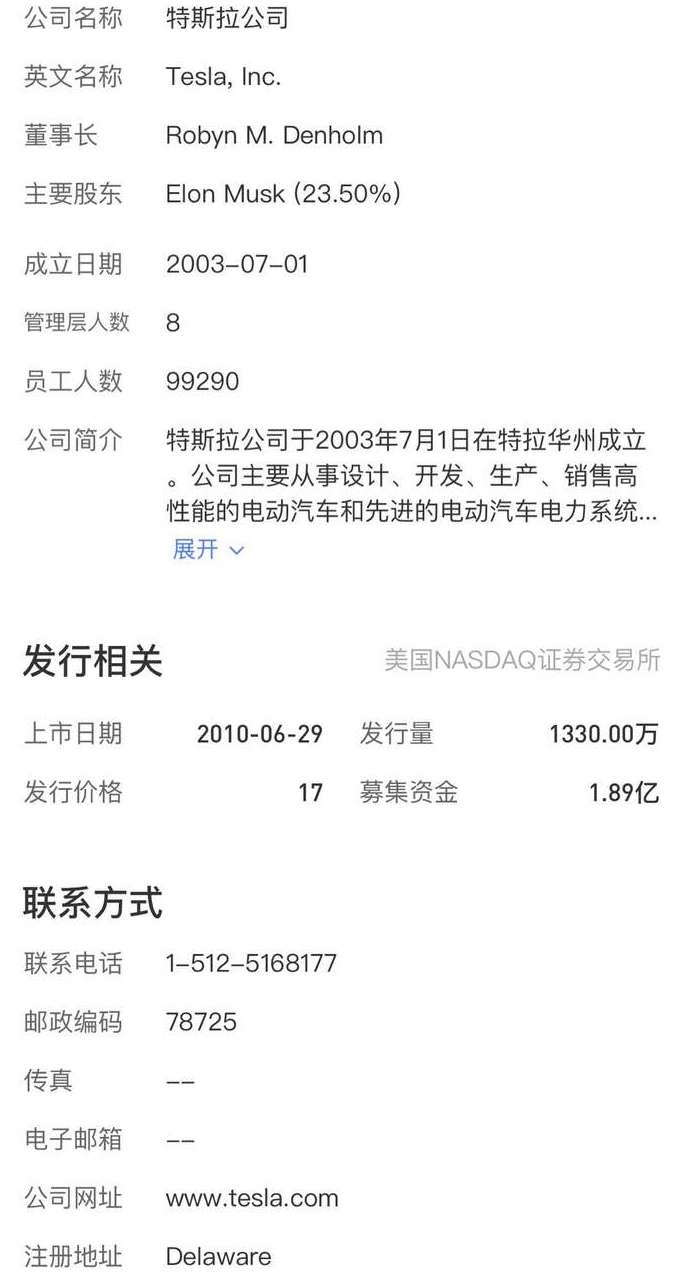 公司名称 特斯拉公司
英文名称 Tesla, Inc.
董事长 Robyn M. Denholm
主要股东 Elon Musk (23.50%)
成立日期 2003-07-01
管理层人数 8
员工人数 99290
公司简介 特斯拉公司于2003年7月1日在特拉华州成立
。公司主要从事设计、开发、生产、销售高
性能的电动汽车和先进的电动汽车电力系统...
展开
发行相关 美国NASDAQ证券交易所
上市日期 2010-06-29 发行量 1330.00万
发行价格 17 募集资金 1.89亿
联系方式
联系电话 1-512-5168177
邮政编码 78725
传真 --
电子邮箱 --
公司网址 www.tesla.com
注册地址 Delaware